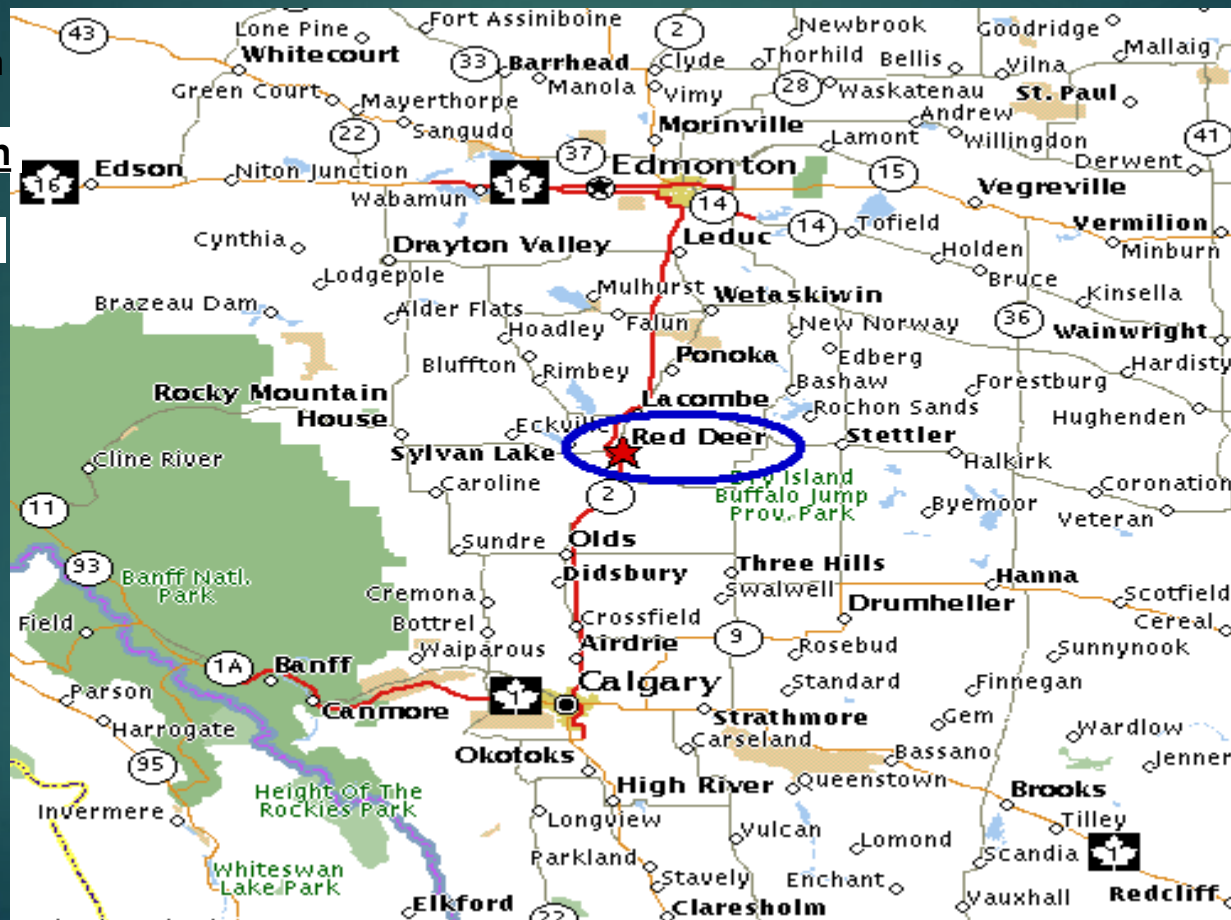 n
n
43
Lone Pine
Fort Assiniboine
2
Newbrook
Goodridge
Whitecourt
33
Barrhead
Clyde
Thorhild
Bellis
Vilna
Mallaig
Green Court
Mayerthorpe
Manola
Vimy
28
Waskatenau
St. Paul
22
Sangudo
Morinville
Andrew
Lamont
Willingdon
41
37
Edmonton
Derwent
16
Edson
Niton Junction
16
15
Wabamun
14
Vegreville
Cynthia
Drayton Valley
Leduc
14
Tofield
Vermilion
Lodgepole
Holden
Minburn
Brazeau Dam
Mulhurst
Wetaskiwin
Bruce
Kinsella
Alder Flats
Falun
New Norway
36
Wainwright
Hoadley
Bluffton
Rimbey
Ponoka
Edberg
Hardisty
Rocky Mountain
House
Lacombe
Bashaw
Forestburg
Rochon Sands
Hughenden
Eckville
Red Deer
Stettler
Cline River
Sylvan Lake
Halkirk
Caroline
Dry Island
Buffalo Jump
Prov. Park
Coronation
11
2
Byemoor
Veteran
Sundre
Olds
93
Banff Natl.
Park
Didsbury
Three Hills
Hanna
Cremona
Swalwell
Drumheller
Scotfield
Field
Bottrel
Crossfield
Cereal
Waiparous
Airdrie
9
Rosebud
Sunnynook
1A
Banff
Calgary
Standard
Finnegan
Parson
Canmore
1
Strathmore
Gem
Wardlow
Harrogate
Carseland
Bassano
Jenner
95
Okotoks
High River
Queenstown
Brooks
Height Of The
Rockies Park
Invermere
Longview
Vulcan
Lomond
Tilley
Parkland
Scandia
1
Whiteswan
Lake Park
Stavely
Enchant
Vauxhall
Redcliff
Elkford
22
Claresholm